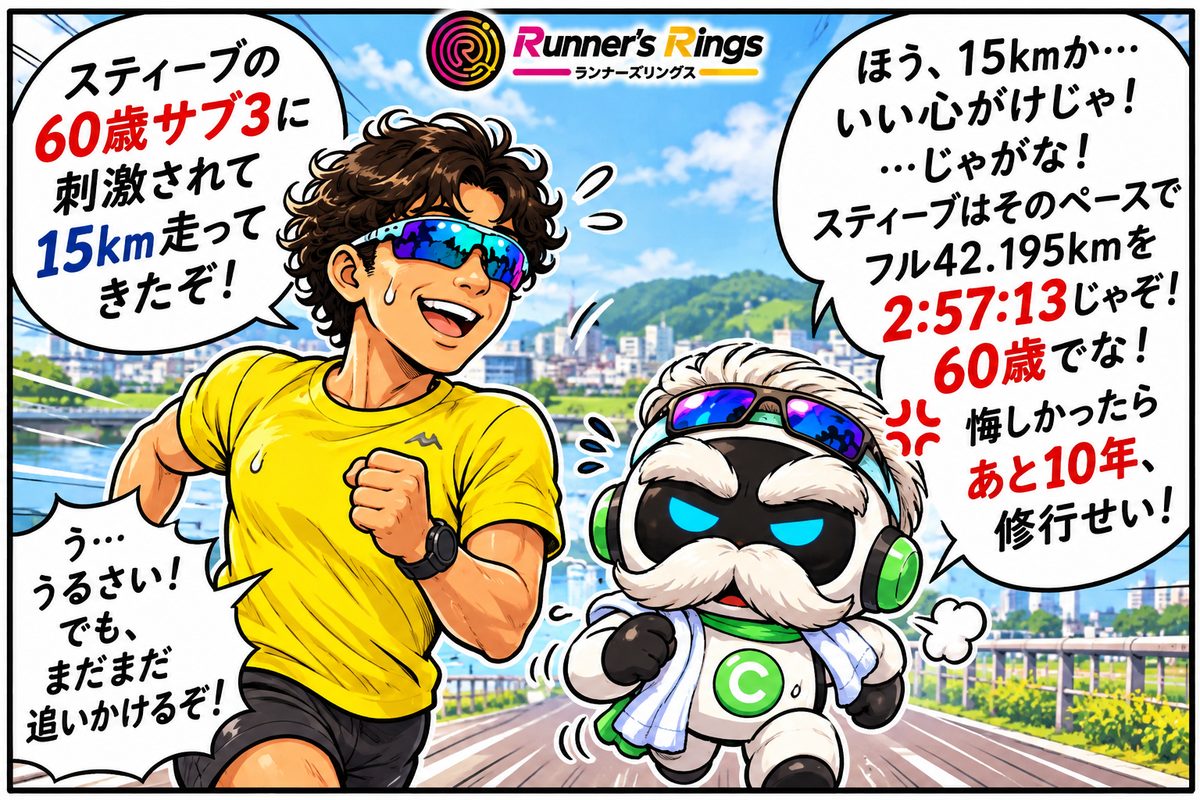 Runner's Rings
ランナーズリングス
スティーブの
60歳サブ3に
刺激されて
15km走って
きたぞ!
ほう、15kmか…
いい心がけじゃ!
…じゃがな!
スティーブはそのペースで
フル42.195kmを
2:57:13じゃぞ!
60歳でな!
悔しかったら
あと10年、
修行せい!
う…
うるさい!
でも、
まだまだ
追いかけるぞ!
C